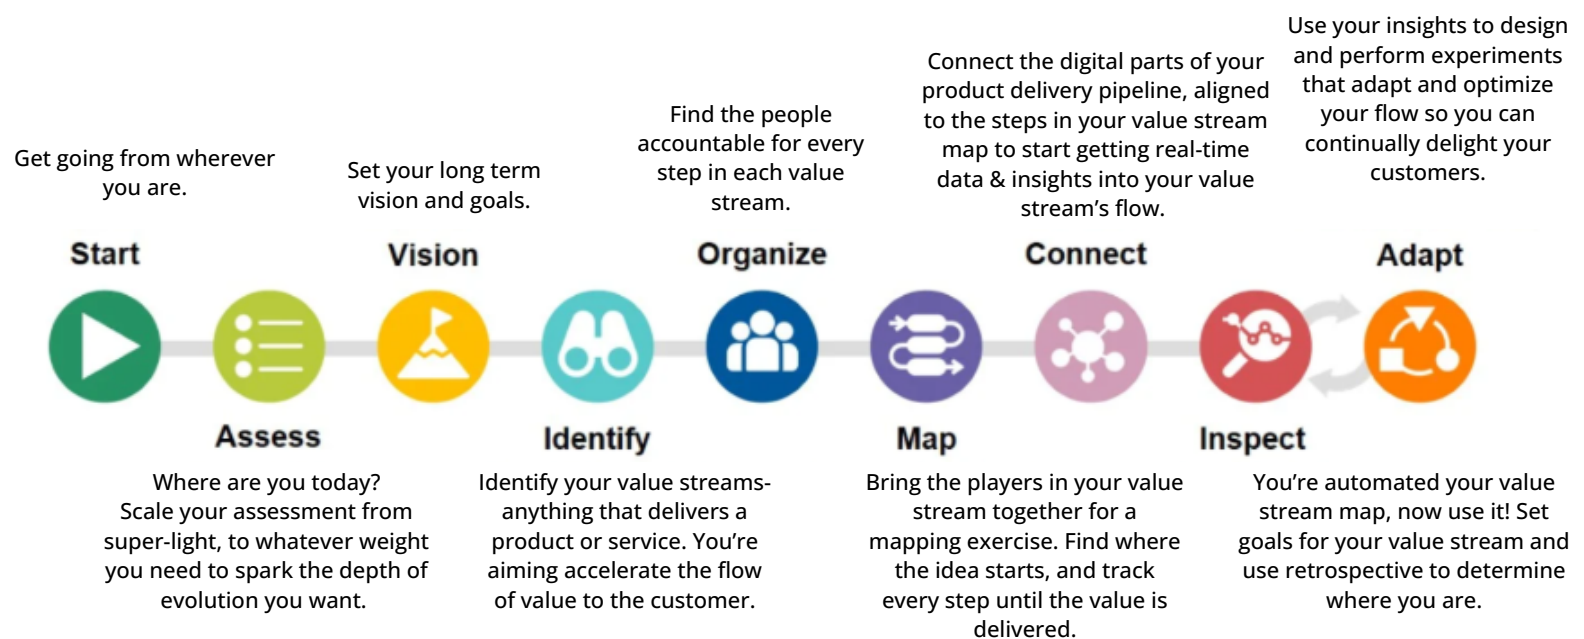 Get going from wherever
you are.
Start
Assess
Where are you today?
Scale your assessment from
super-light, to whatever weight
you need to spark the depth of
evolution you want.
Set your long term
vision and goals.
Vision
Identify
Identify your value streams-
anything that delivers a
product or service. You’re
aiming accelerate the flow
of value to the customer.
Find the people
accountable for every
step in each value
stream.
Organize
Map
Bring the players in your value
stream together for a
mapping exercise. Find where
the idea starts, and track
every step until the value is
delivered.
Connect the digital parts of your
product delivery pipeline, aligned
to the steps in your value stream
map to start getting real-time
data & insights into your value
stream’s flow.
Connect
Inspect
You’re automated your value
stream map, now use it! Set
goals for your value stream and
use retrospective to determine
where you are.
Use your insights to design
and perform experiments
that adapt and optimize
your flow so you can
continually delight your
customers.
Adapt